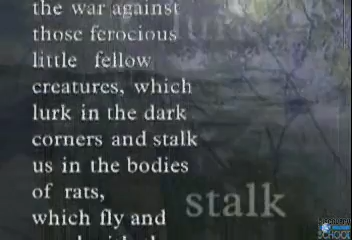 the war against
those ferocious
little fellow
creatures, which
lurk in the dark
corners and stalk
us in the bodies
of rats,
stalk
which fly and
SCHOOL